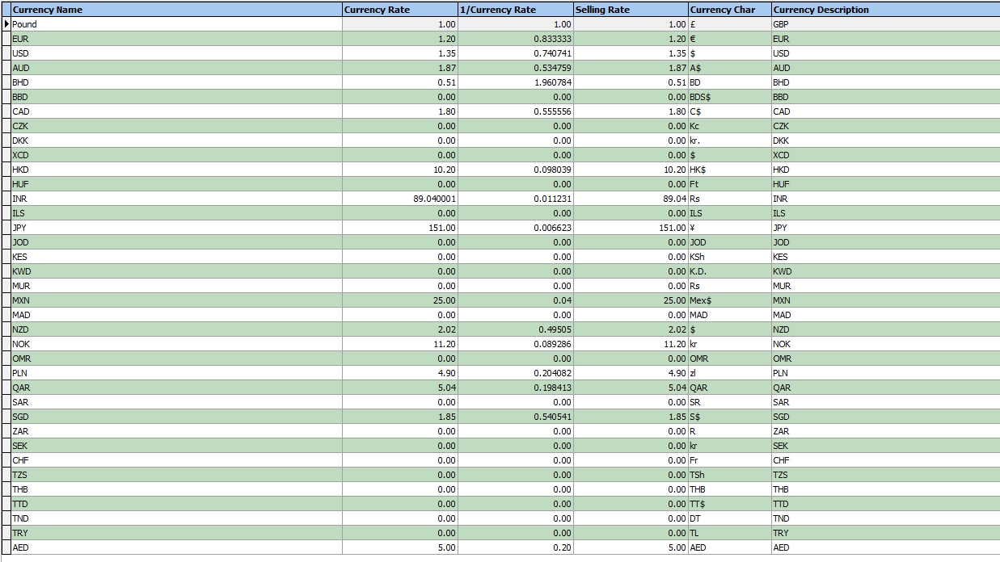 Currency Name Currency Rate 1/Currency Rate Selling Rate Currency Char Currency Description
Pound 1.00 1.00 1.00 £ GBP
EUR 1.20 0.833333 1.20 € EUR
USD 1.35 0.740741 1.35 $ USD
AUD 1.87 0.534759 1.87 A$ AUD
BHD 0.51 1.960784 0.51 BD BHD
BBD 0.00 0.00 0.00 BDS$ BBD
CAD 1.80 0.555556 1.80 C$ CAD
CZK 0.00 0.00 0.00 Kc CZK
DKK 0.00 0.00 0.00 kr. DKK
XCD 0.00 0.00 0.00 $ XCD
HKD 10.20 0.098039 10.20 HK$ HKD
HUF 0.00 0.00 0.00 Ft HUF
INR 89.040001 0.011231 89.04 Rs INR
ILS 0.00 0.00 0.00 ILS ILS
JPY 151.00 0.006623 151.00 ¥ JPY
JOD 0.00 0.00 0.00 JOD JOD
KES 0.00 0.00 0.00 KSh KES
KWD 0.00 0.00 0.00 K.D. KWD
MUR 0.00 0.00 0.00 Rs MUR
MXN 25.00 0.04 25.00 Mex$ MXN
MAD 0.00 0.00 0.00 MAD MAD
NZD 2.02 0.49505 2.02 $ NZD
NOK 11.20 0.089286 11.20 kr NOK
OMR 0.00 0.00 0.00 OMR OMR
PLN 4.90 0.204082 4.90 zl PLN
QAR 5.04 0.198413 5.04 QAR QAR
SAR 0.00 0.00 0.00 SR SAR
SGD 1.85 0.540541 1.85 S$ SGD
ZAR 0.00 0.00 0.00 R ZAR
SEK 0.00 0.00 0.00 kr SEK
CHF 0.00 0.00 0.00 Fr CHF
TZS 0.00 0.00 0.00 TSh TZS
THB 0.00 0.00 0.00 THB THB
TTD 0.00 0.00 0.00 TT$ TTD
TND 0.00 0.00 0.00 DT TND
TRY 0.00 0.00 0.00 TL TRY
AED 5.00 0.20 5.00 AED AED